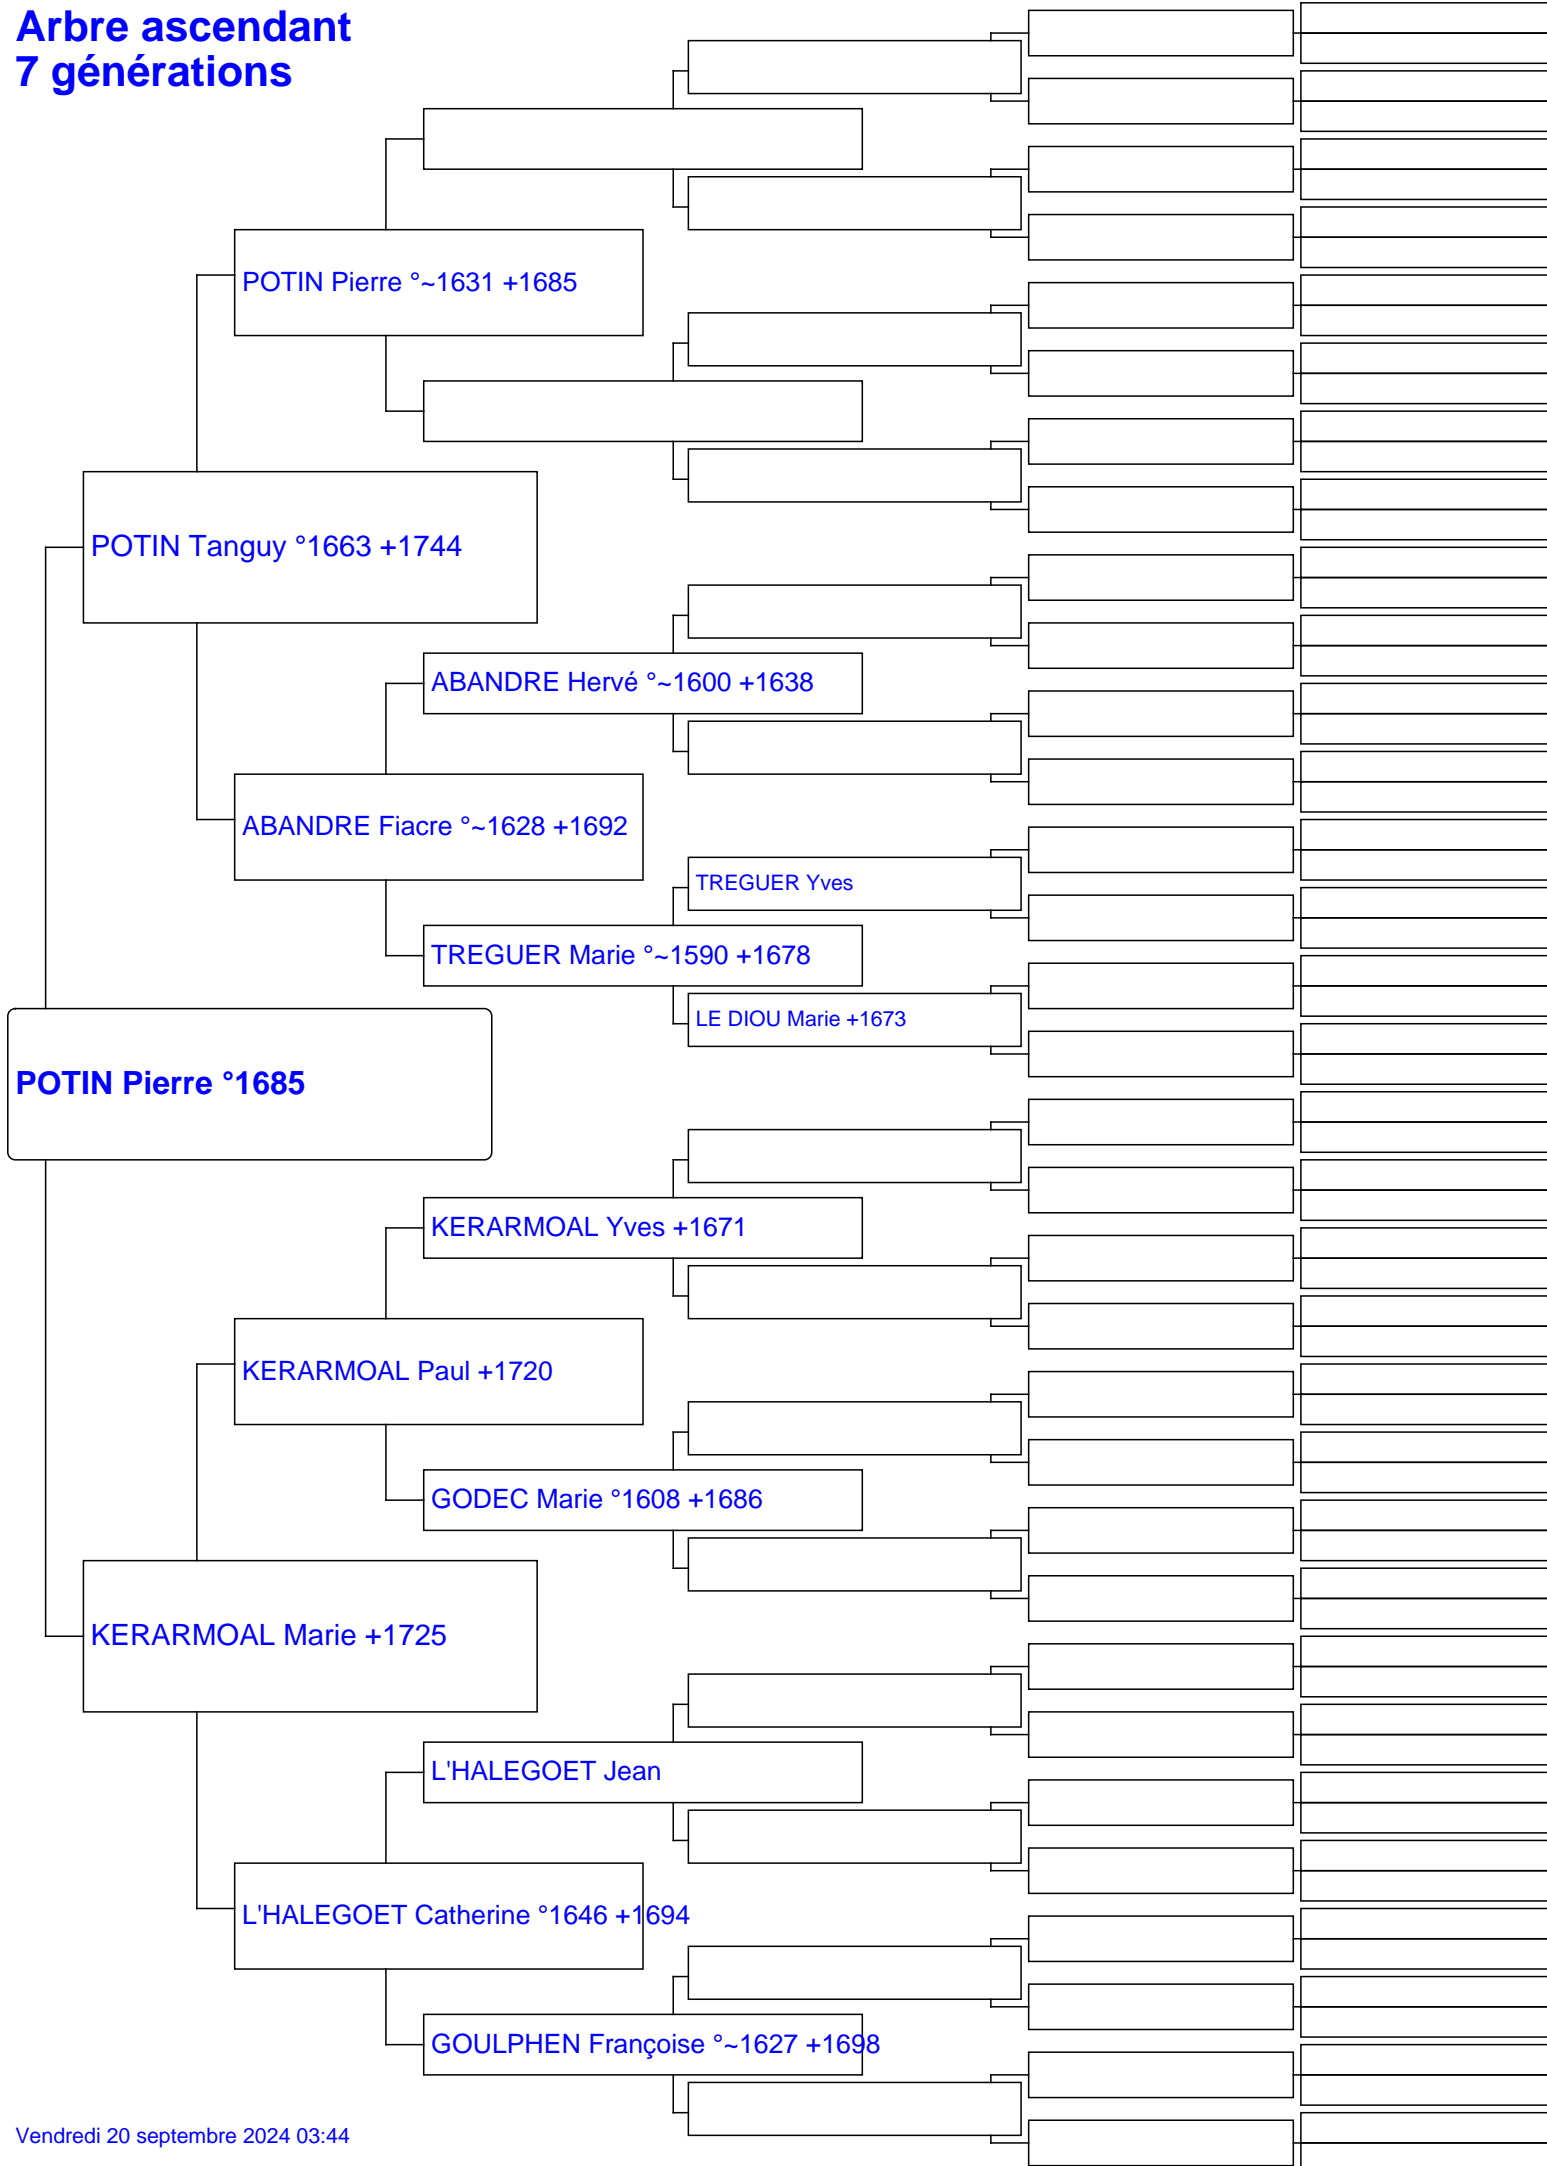 Arbre ascendant
7 générations
POTIN Pierre °~1631 +1685
POTIN Tanguy °1663 +1744
ABANDRE Hervé °~1600 +1638
ABANDRE Fiacre °~1628 +1692
TREGUER Yves
TREGUER Marie °~1590 +1678
LE DIOU Marie +1673
POTIN Pierre °1685
KERARMOAL Yves +1671
KERARMOAL Paul +1720
GODEC Marie °1608 +1686
KERARMOAL Marie +1725
L'HALEGOET Jean
L'HALEGOET Catherine °1646 +1694
GOULPHEN Françoise °~1627 +1698
Vendredi 20 septembre 2024 03:44